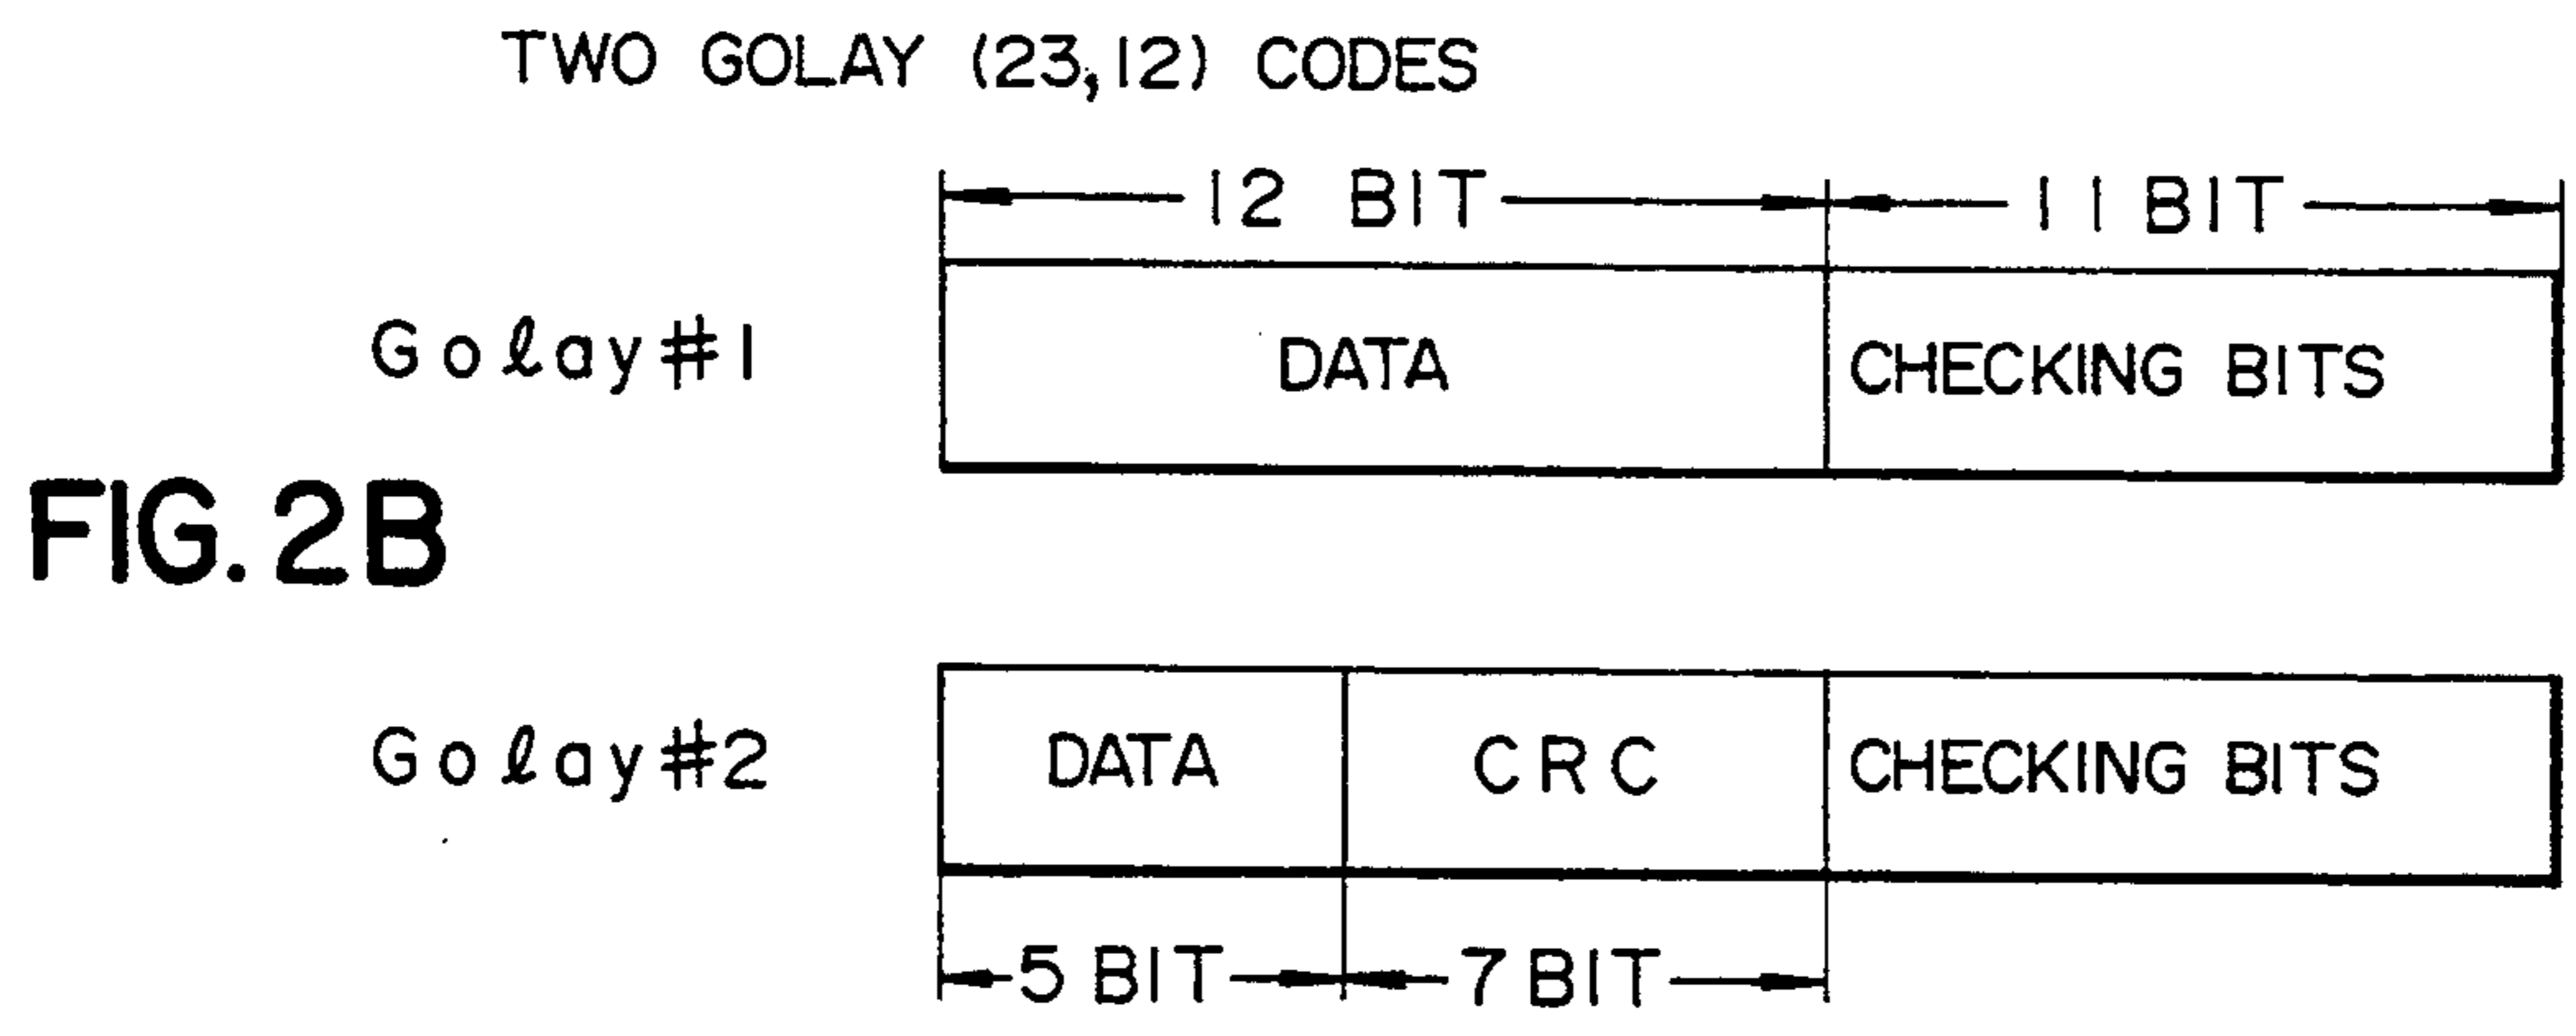 TWO GOLAY (23,12) CODES
12 BIT 11 BIT
Golay#1 DATA CHECKING BITS
FIG. 2B
Golay#2 DATA CRC CHECKING BITS
5 BIT 7 BIT